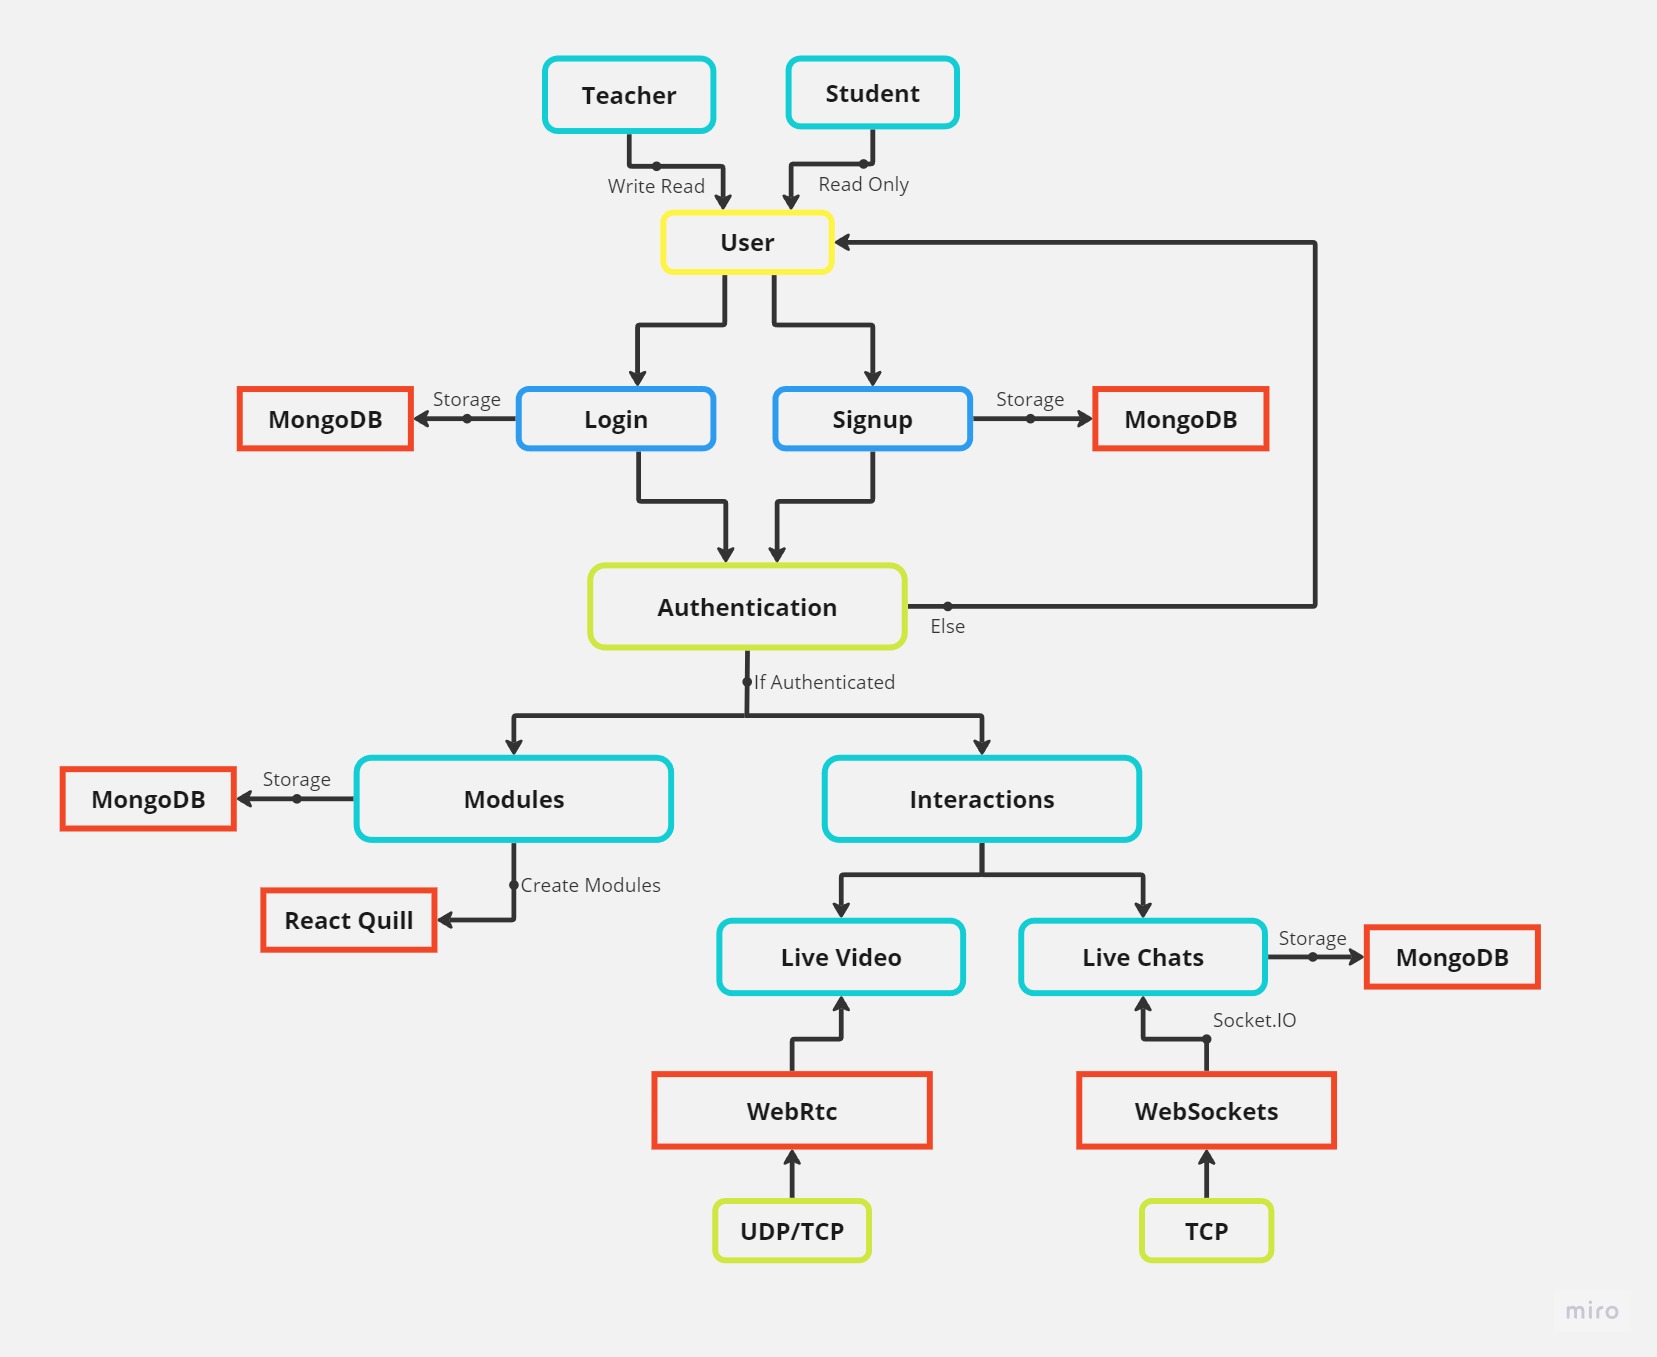 Teacher
Student
Write Read
Read Only
User
MongoDB
Storage
Login
Signup
Storage
MongoDB
Authentication
Else
If Authenticated
MongoDB
Storage
Modules
Interactions
Create Modules
React Quill
Live Video
Live Chats
Storage
MongoDB
Socket.IO
WebRtc
WebSockets
UDP/TCP
TCP
miro